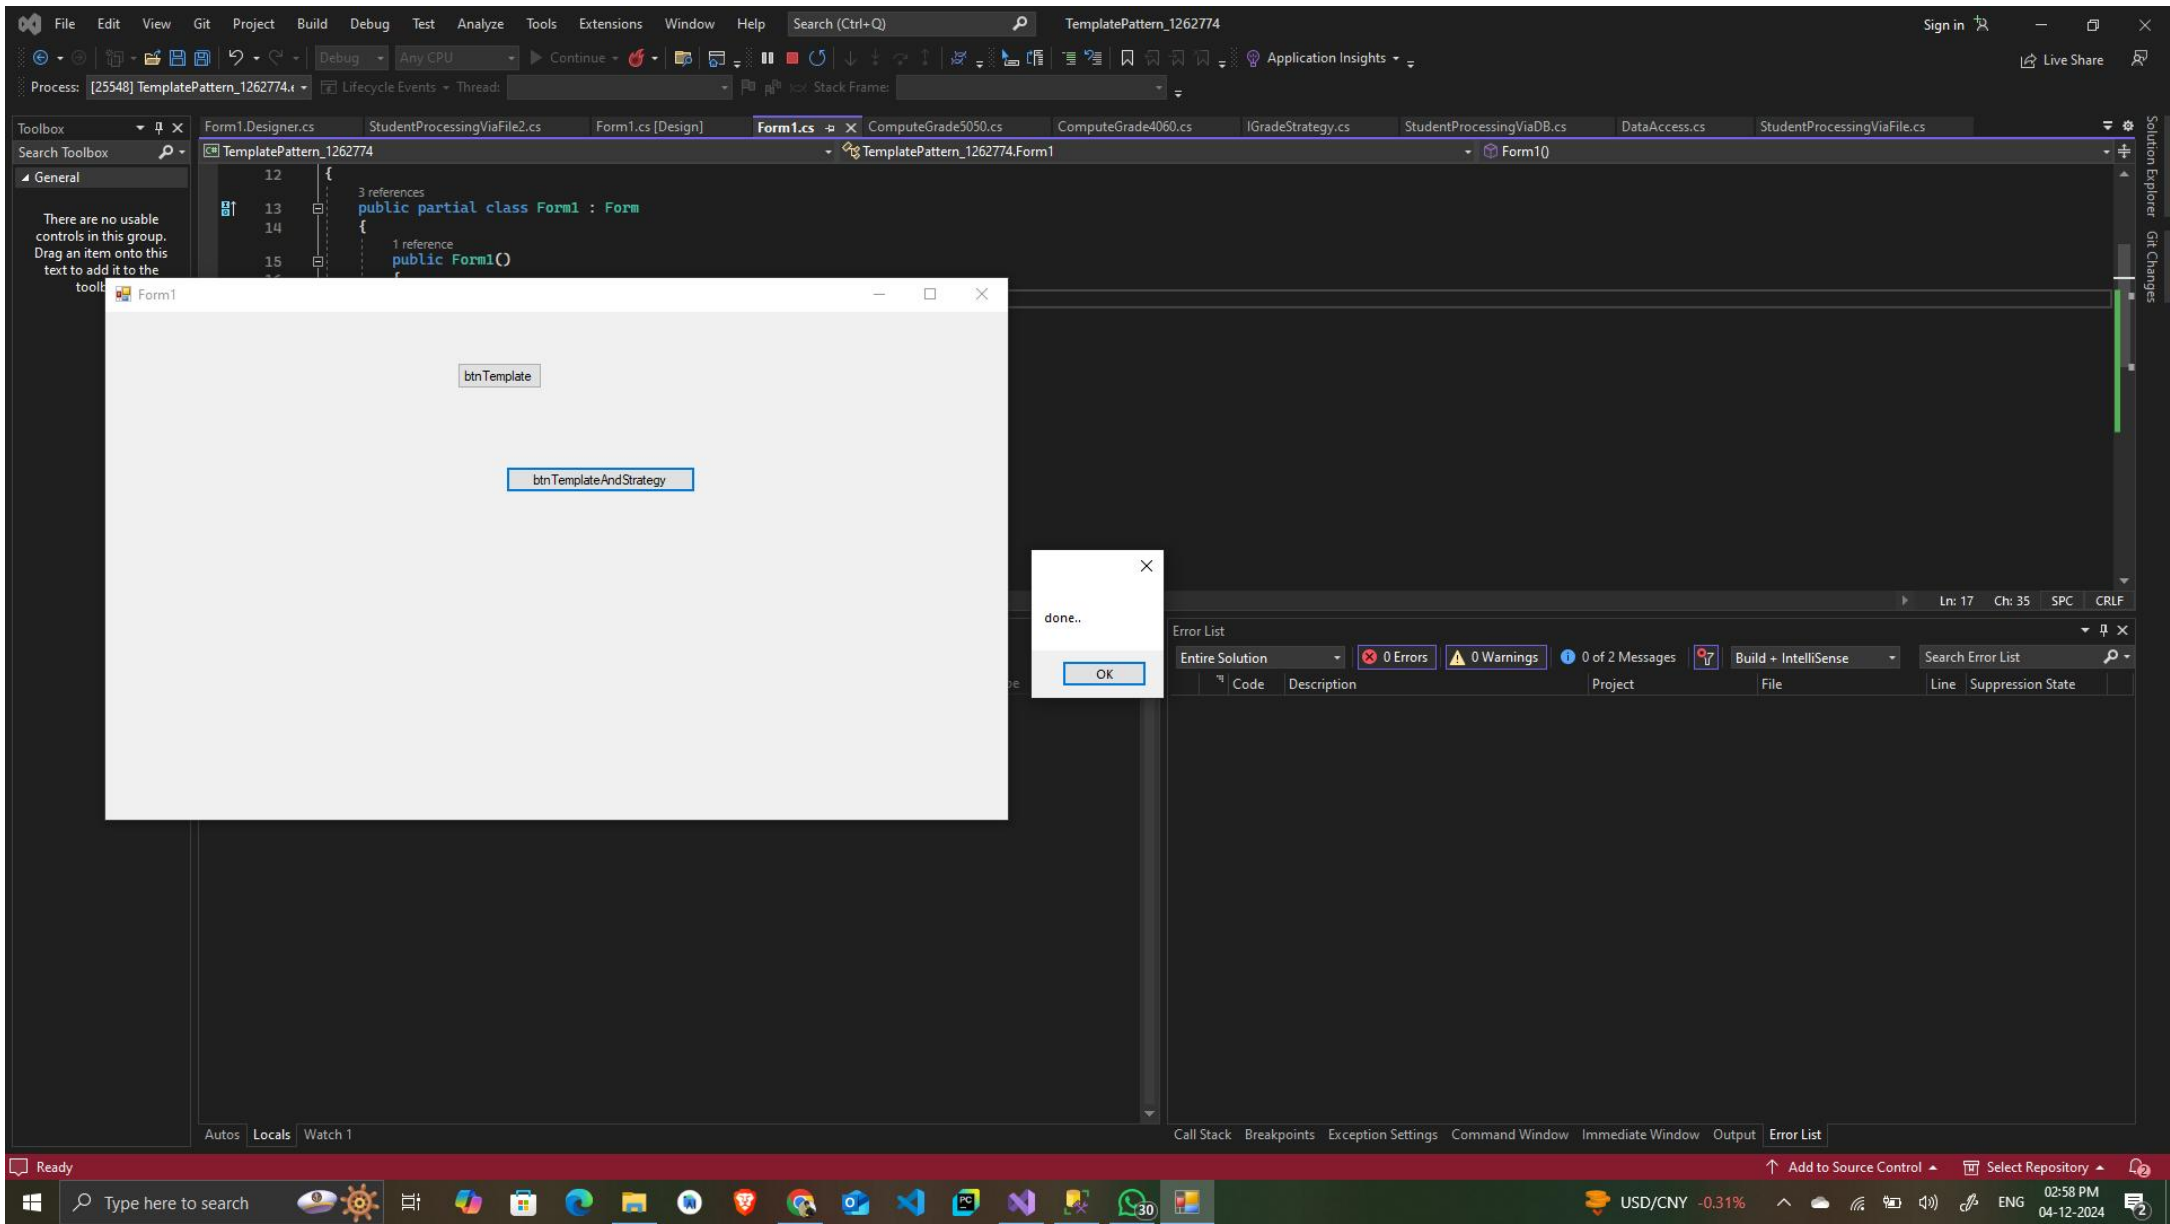 File Edit View Git Project Build Debug Test Analyze Tools Extensions Window Help Search (Ctrl+Q) TemplatePattern_1262774 Sign in
Debug Any CPU Continue Application Insights Live Share
Process: [25548] TemplatePattern_1262774.e Lifecycle Events Thread: Stack Frame:
Toolbox
Form1.Designer.cs StudentProcessingViaFile2.cs Form1.cs [Design] Form1.cs ComputeGrade5050.cs ComputeGrade4060.cs IGradeStrategy.cs StudentProcessingViaDB.cs DataAccess.cs StudentProcessingViaFile.cs
Search Toolbox
TemplatePattern_1262774 TemplatePattern_1262774.Form1 Form1()
General
There are no usable
controls in this group.
Drag an item onto this
text to add it to the
toolb
12 {
3 references
13 public partial class Form1 : Form
14 {
1 reference
15 public Form1()
Solution Explorer
Git Changes
Form1
btnTemplate
btnTemplateAndStrategy
done..
OK
Ln: 17 Ch: 35 SPC CRLF
Error List
Entire Solution 0 Errors 0 Warnings 0 of 2 Messages Build + IntelliSense Search Error List
Code Description Project File Line Suppression State
Autos Locals Watch 1
Call Stack Breakpoints Exception Settings Command Window Immediate Window Output Error List
Ready Add to Source Control Select Repository 2
Type here to search 30 USD/CNY -0.31% ENG 02:58 PM
04-12-2024 2